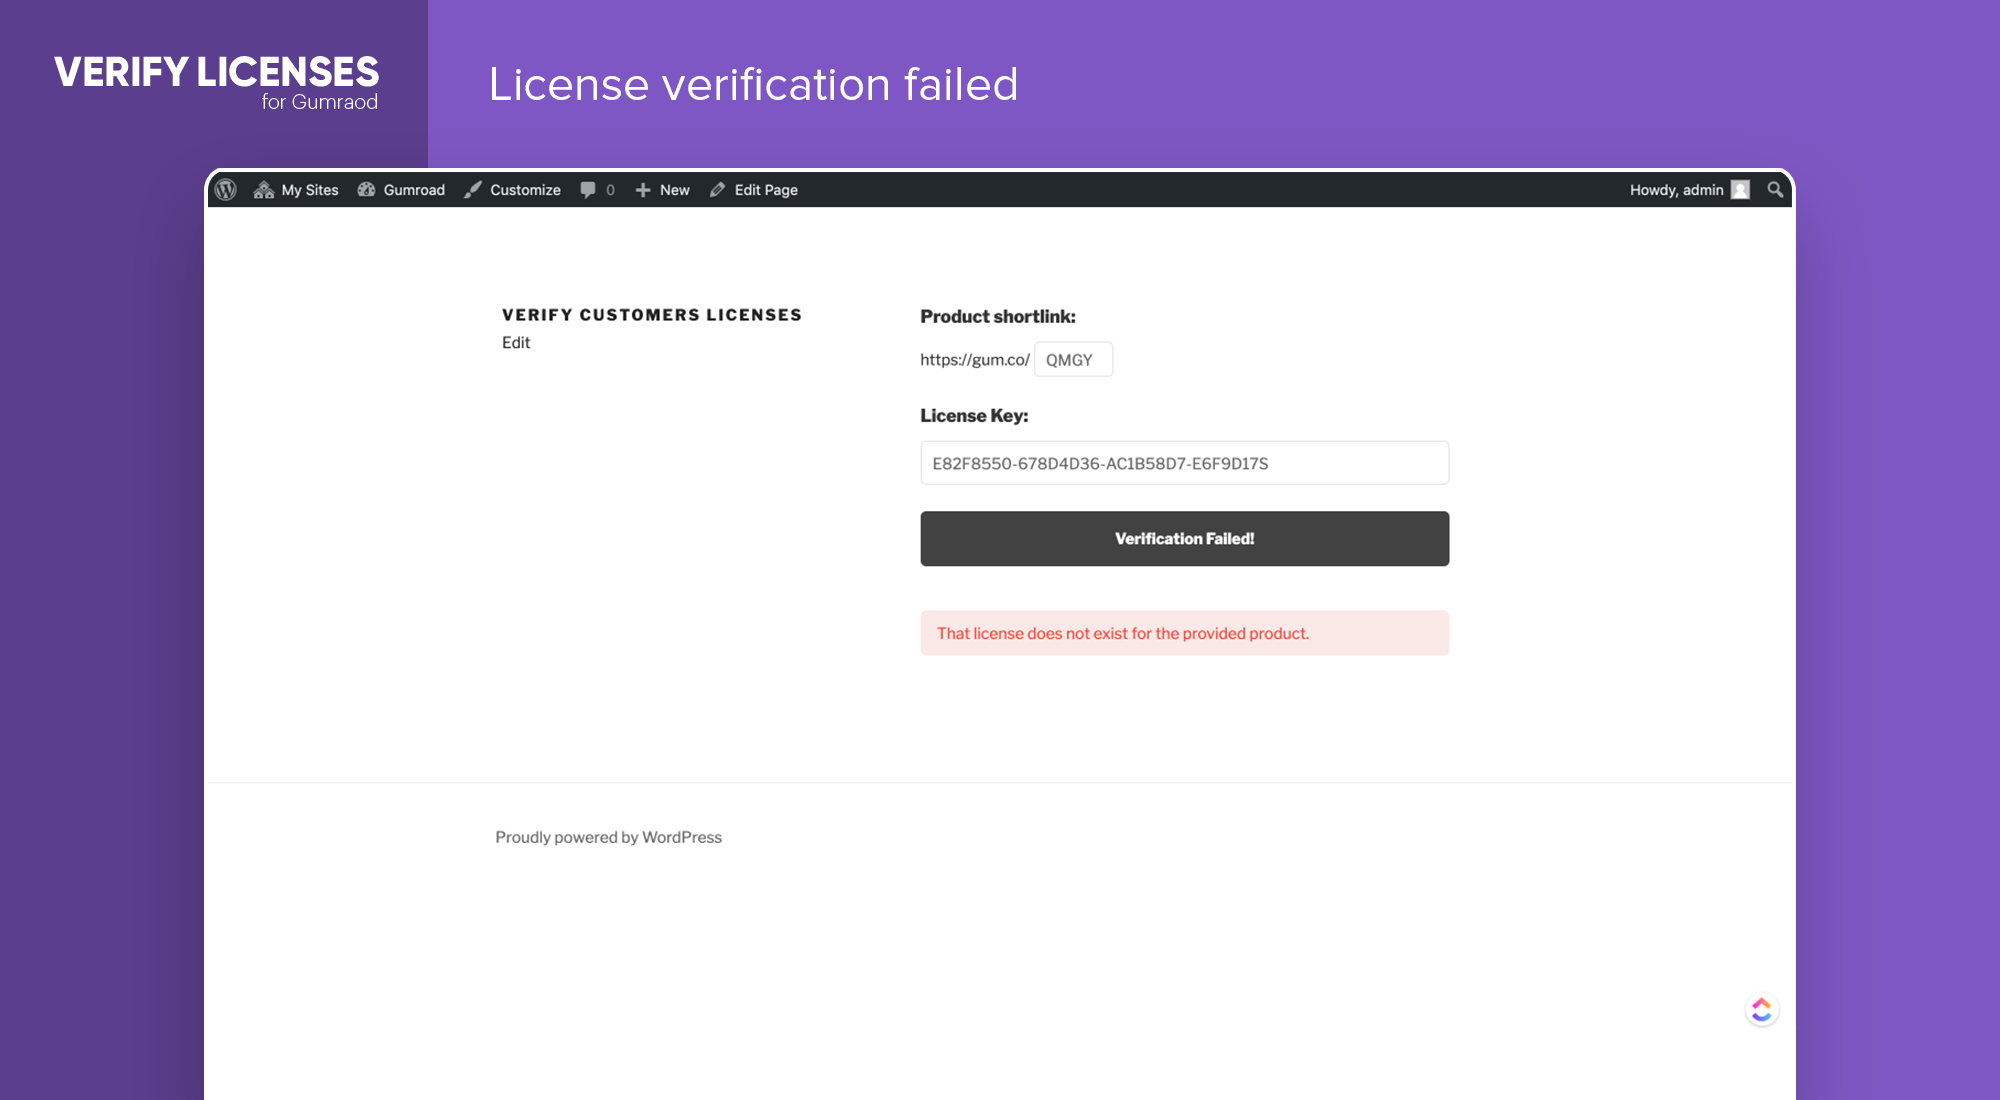 VERIFY LICENSES
for Gumraod
License verification failed
My Sites Gumroad Customize 0 New Edit Page Howdy, admin
VERIFY CUSTOMERS LICENSES
Edit
Product shortlink:
https://gum.co/ QMGY
License Key:
E82F8550-678D4D36-AC1B58D7-E6F9D17S
Verification Failed!
That license does not exist for the provided product.
Proudly powered by WordPress